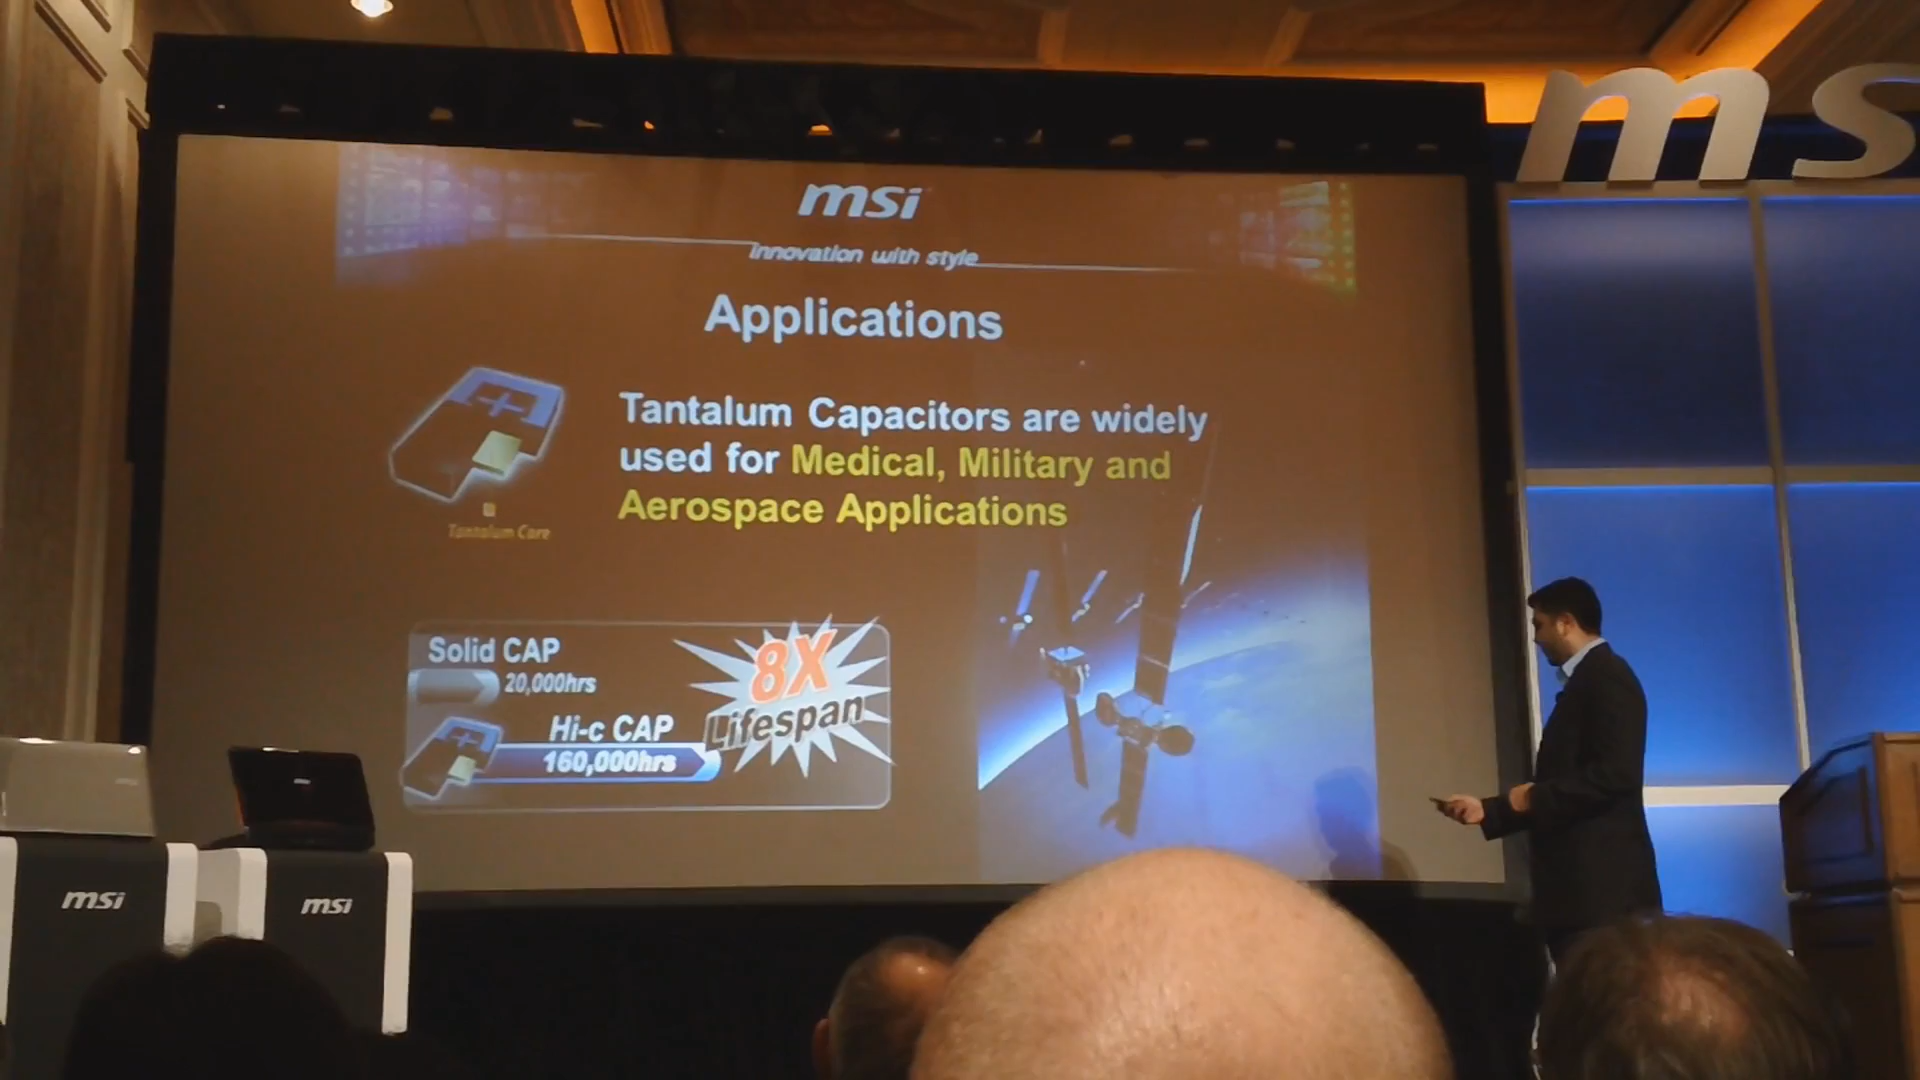 ms
msi
Innovation with style
Applications
Tantalum Capacitors are widely
used for Medical, Military and
Aerospace Applications
Tantalum Core
Solid CAP
20,000hrs
8X
Lifespan
Hi-c CAP
160,000hrs
msi
msi
msi